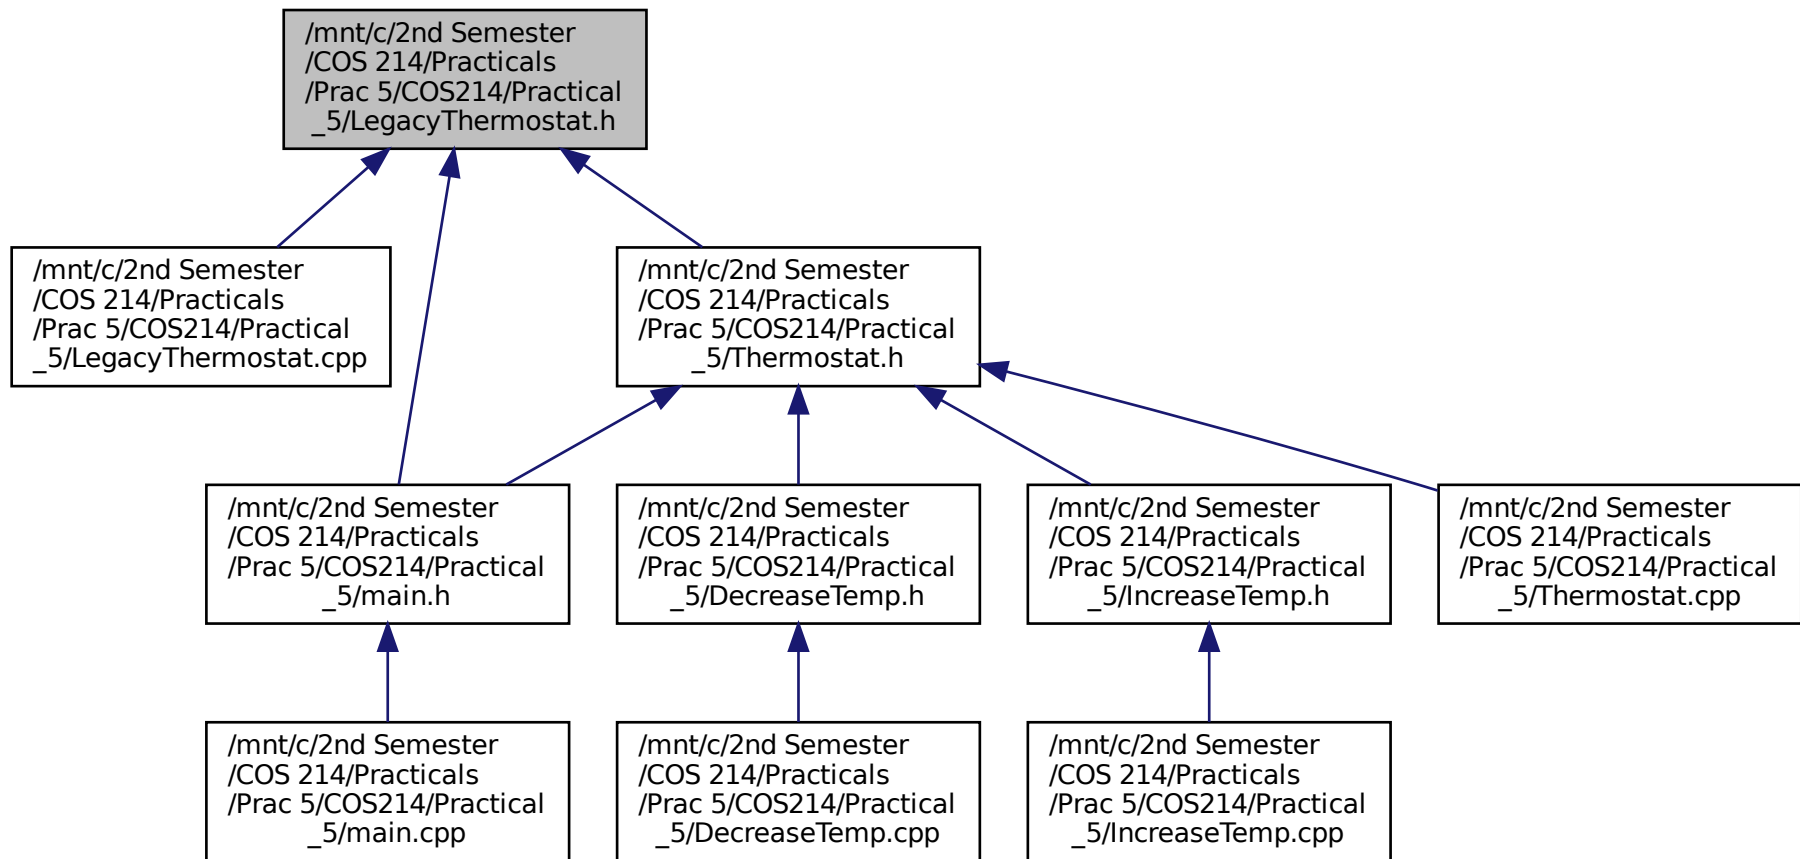 /mnt/c/2nd Semester
/COS 214/Practicals
/Prac 5/COS214/Practical
_5/LegacyThermostat.h
/mnt/c/2nd Semester
/COS 214/Practicals
/Prac 5/COS214/Practical
_5/LegacyThermostat.cpp
/mnt/c/2nd Semester
/COS 214/Practicals
/Prac 5/COS214/Practical
_5/Thermostat.h
/mnt/c/2nd Semester
/COS 214/Practicals
/Prac 5/COS214/Practical
_5/main.h
/mnt/c/2nd Semester
/COS 214/Practicals
/Prac 5/COS214/Practical
_5/DecreaseTemp.h
/mnt/c/2nd Semester
/COS 214/Practicals
/Prac 5/COS214/Practical
_5/IncreaseTemp.h
/mnt/c/2nd Semester
/COS 214/Practicals
/Prac 5/COS214/Practical
_5/Thermostat.cpp
/mnt/c/2nd Semester
/COS 214/Practicals
/Prac 5/COS214/Practical
_5/main.cpp
/mnt/c/2nd Semester
/COS 214/Practicals
/Prac 5/COS214/Practical
_5/DecreaseTemp.cpp
/mnt/c/2nd Semester
/COS 214/Practicals
/Prac 5/COS214/Practical
_5/IncreaseTemp.cpp